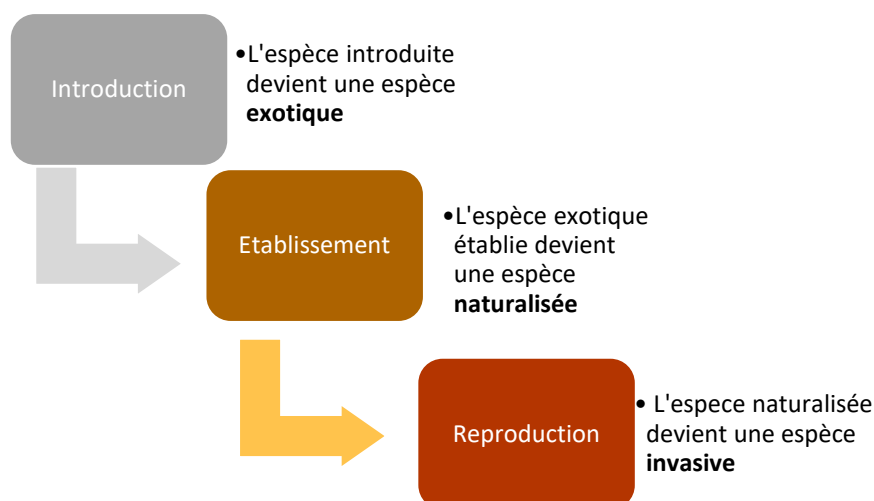 Introduction
•L'espèce introduite
devient une espèce
exotique
Etablissement
•L'espèce exotique
établie devient
une espèce
naturalisée
Reproduction
• L'espece naturalisée
devient une espèce
invasive